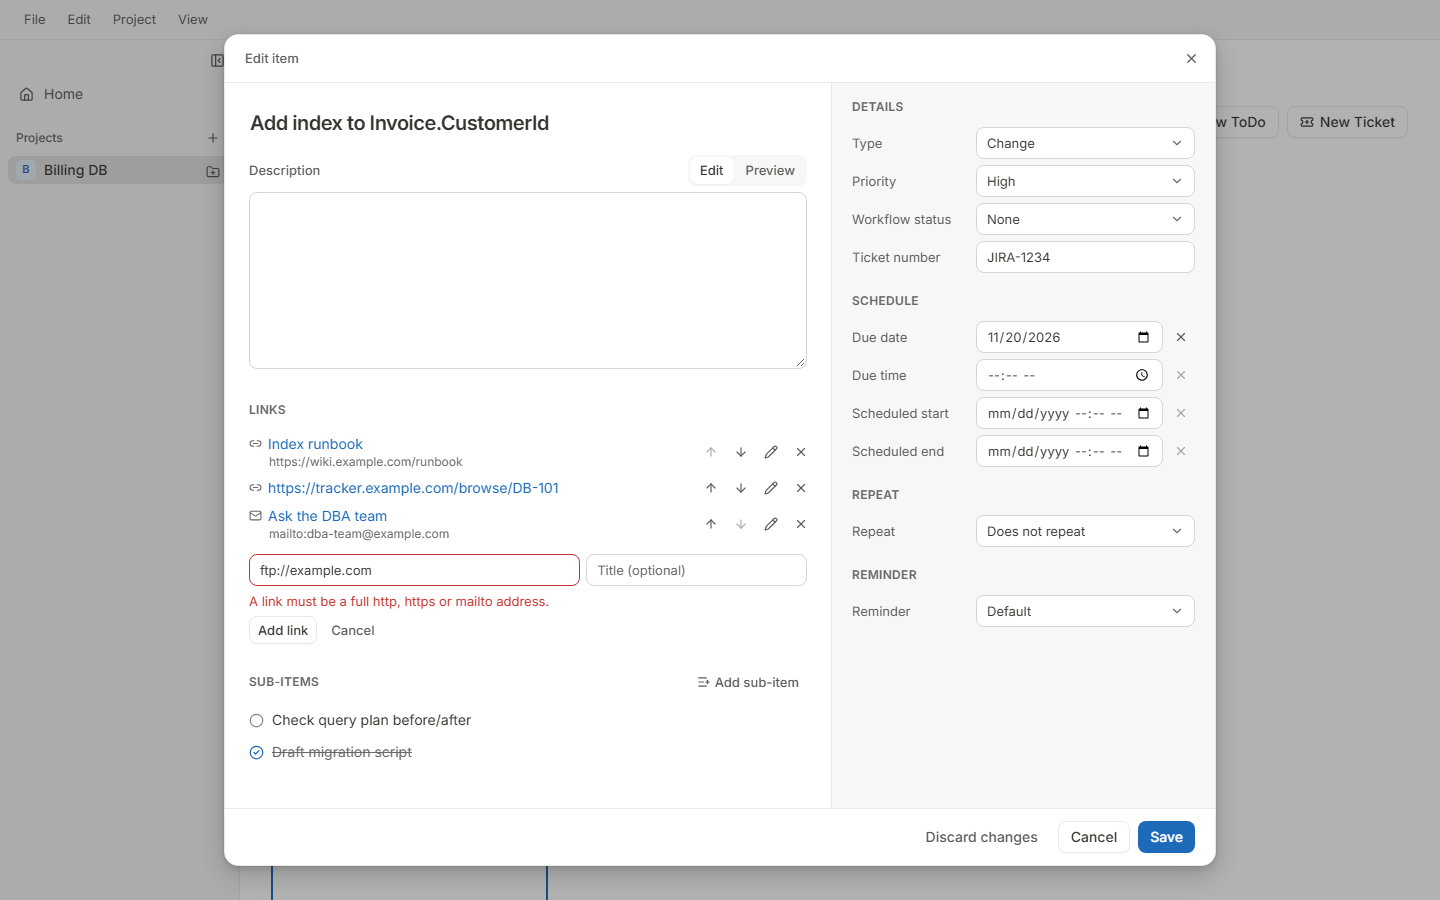 File Edit Project View
Home
Projects
B Billing DB
w ToDo
New Ticket
Edit item
Add index to Invoice.CustomerId
Description
Edit Preview
LINKS
Index runbook
https://wiki.example.com/runbook
https://tracker.example.com/browse/DB-101
Ask the DBA team
mailto:dba-team@example.com
ftp://example.com
Title (optional)
A link must be a full http, https or mailto address.
Add link Cancel
SUB-ITEMS
Add sub-item
Check query plan before/after
Draft migration script
DETAILS
Type Change
Priority High
Workflow status None
Ticket number JIRA-1234
SCHEDULE
Due date 11/20/2026
Due time --:-- --
Scheduled start mm/dd/yyyy --:-- --
Scheduled end mm/dd/yyyy --:-- --
REPEAT
Repeat Does not repeat
REMINDER
Reminder Default
Discard changes Cancel Save